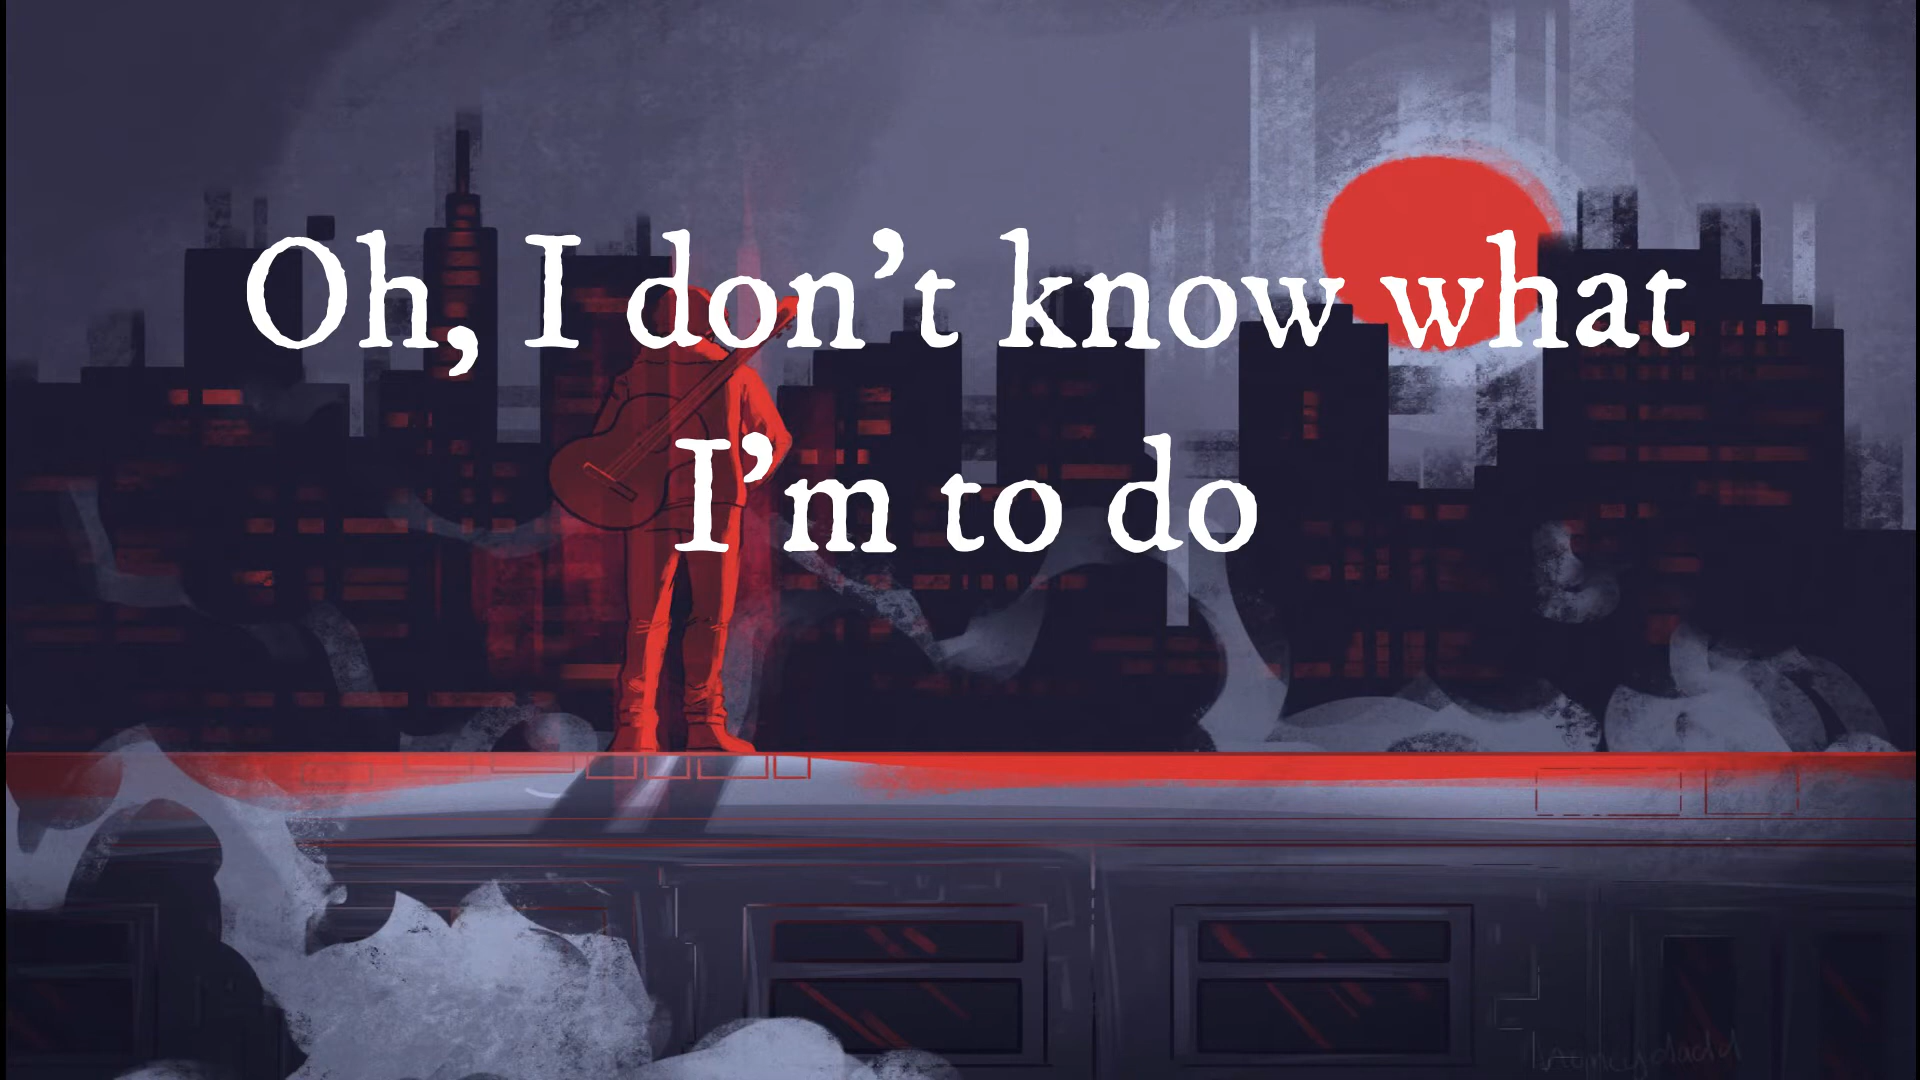 Oh, I don’t know what
I’m to do